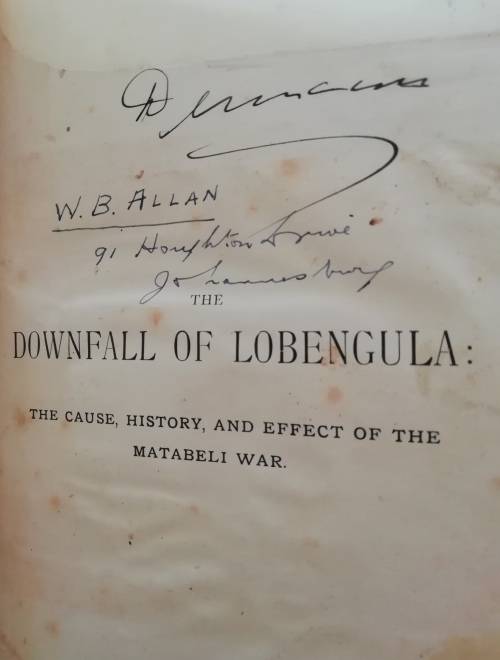 W. B. ALLAN
91 Houghton Drive
Johannesburg
THE
DOWNFALL OF LOBENGULA:
THE CAUSE, HISTORY, AND EFFECT OF THE
MATABELI WAR.